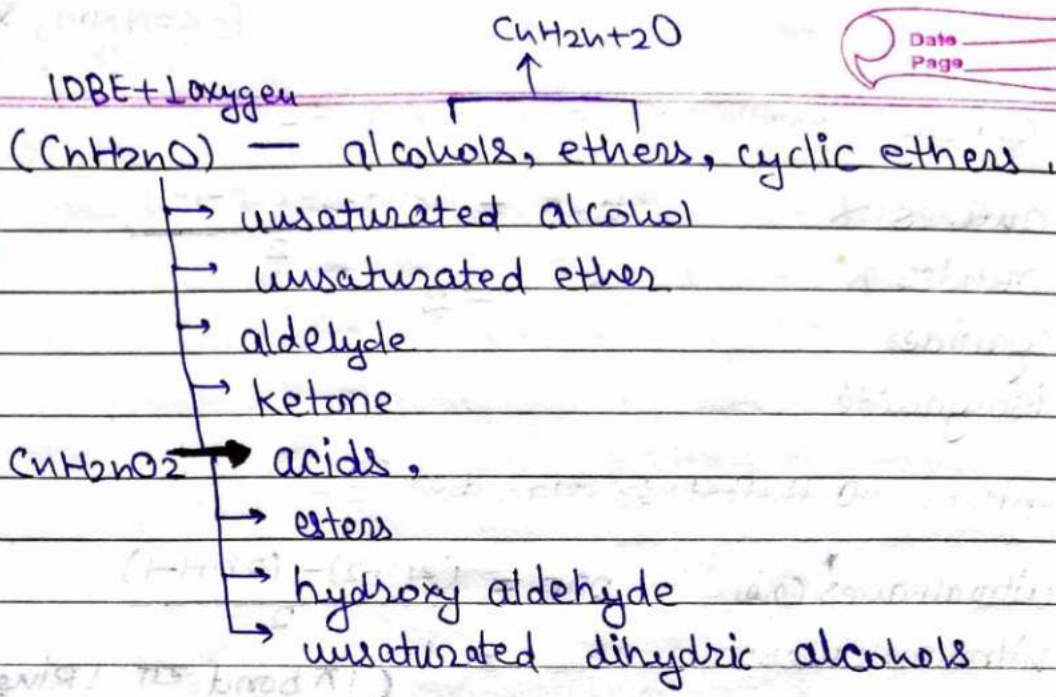 CnH2n+2O
Date
Page
1DBE+1oxygen
(CnH2nO) — alcohols, ethers, cyclic ethers.
unsaturated alcohol
unsaturated ether
aldelyde
ketone
CnH2nO2 acids,
esters
hydroxy aldehyde
unsaturated dihydric alcohols